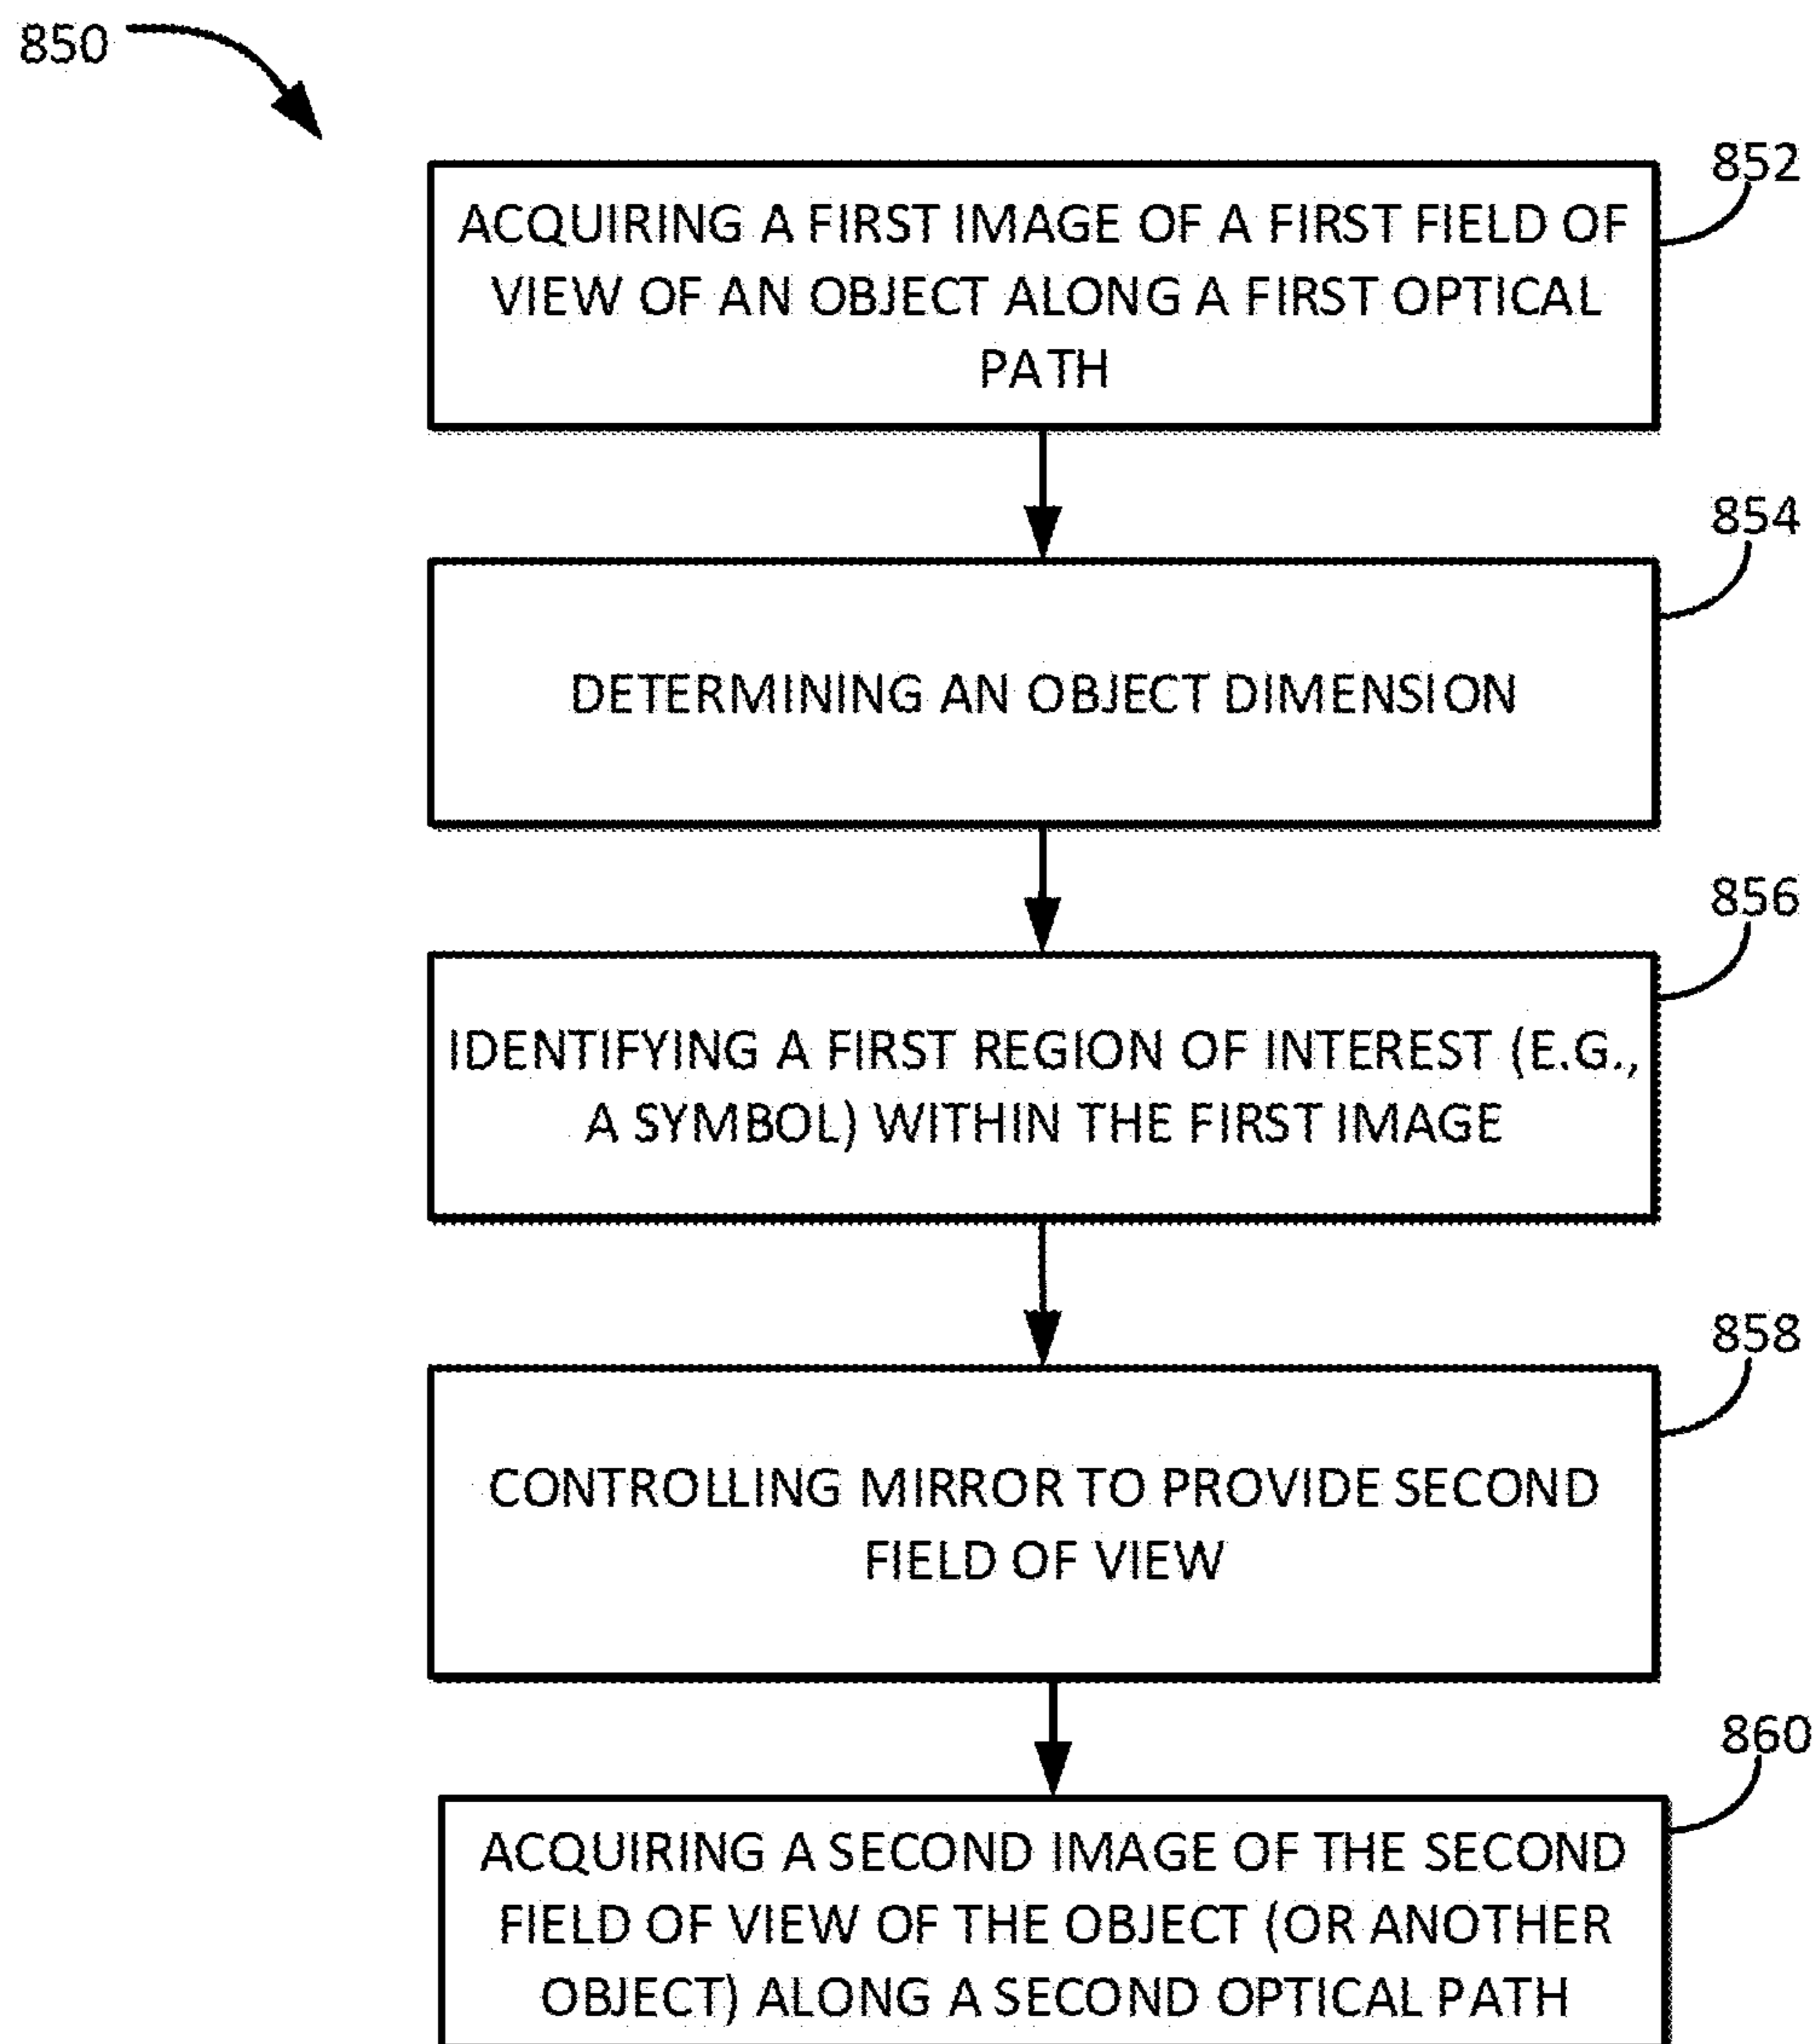 850
852
ACQUIRING A FIRST IMAGE OF A FIRST FIELD OF
VIEW OF AN OBJECT ALONG A FIRST OPTICAL
PATH
854
DETERMINING AN OBJECT DIMENSION
856
IDENTIFYING A FIRST REGION OF INTEREST (E.G.,
A SYMBOL) WITHIN THE FIRST IMAGE
858
CONTROLLING MIRROR TO PROVIDE SECOND
FIELD OF VIEW
860
ACQUIRING A SECOND IMAGE OF THE SECOND
FIELD OF VIEW OF THE OBJECT (OR ANOTHER
OBJECT) ALONG A SECOND OPTICAL PATH